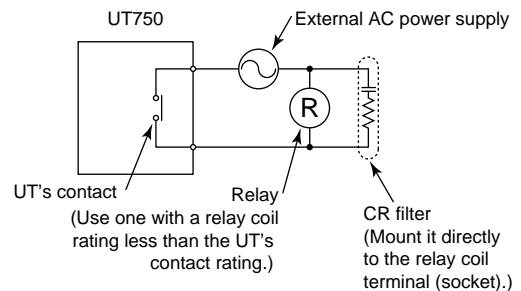 UT750
External AC power supply
R
UT's contact
(Use one with a relay coil
rating less than the UT's
contact rating.)
Relay
CR filter
(Mount it directly
to the relay coil
terminal (socket).)